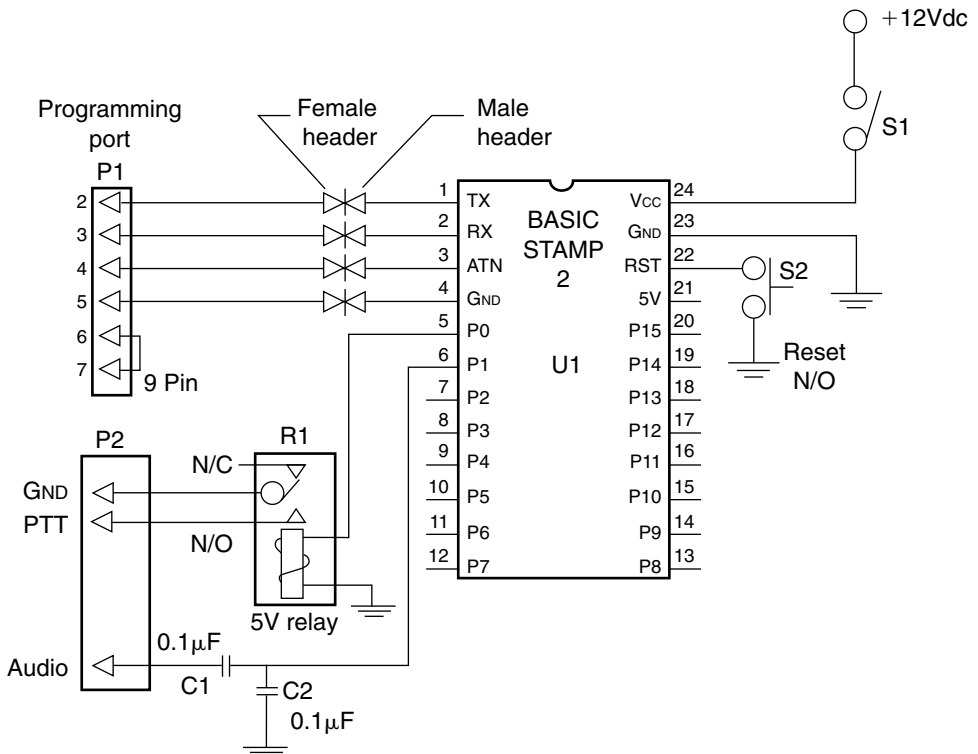 +12Vdc
S1
Programming
port
P1
Female
header
Male
header
2
3
4
5
6
7
9 Pin
1
2
3
4
5
6
7
8
9
10
11
12
TX
RX
ATN
GND
P0
P1
P2
P3
P4
P5
P6
P7
BASIC
STAMP
2
U1
VCC
GND
RST
5V
P15
P14
P13
P12
P11
P10
P9
P8
24
23
22
21
20
19
18
17
16
15
14
13
S2
Reset
N/O
P2
GND
PTT
Audio
R1
N/C
N/O
5V relay
0.1µF
C1
C2
0.1µF